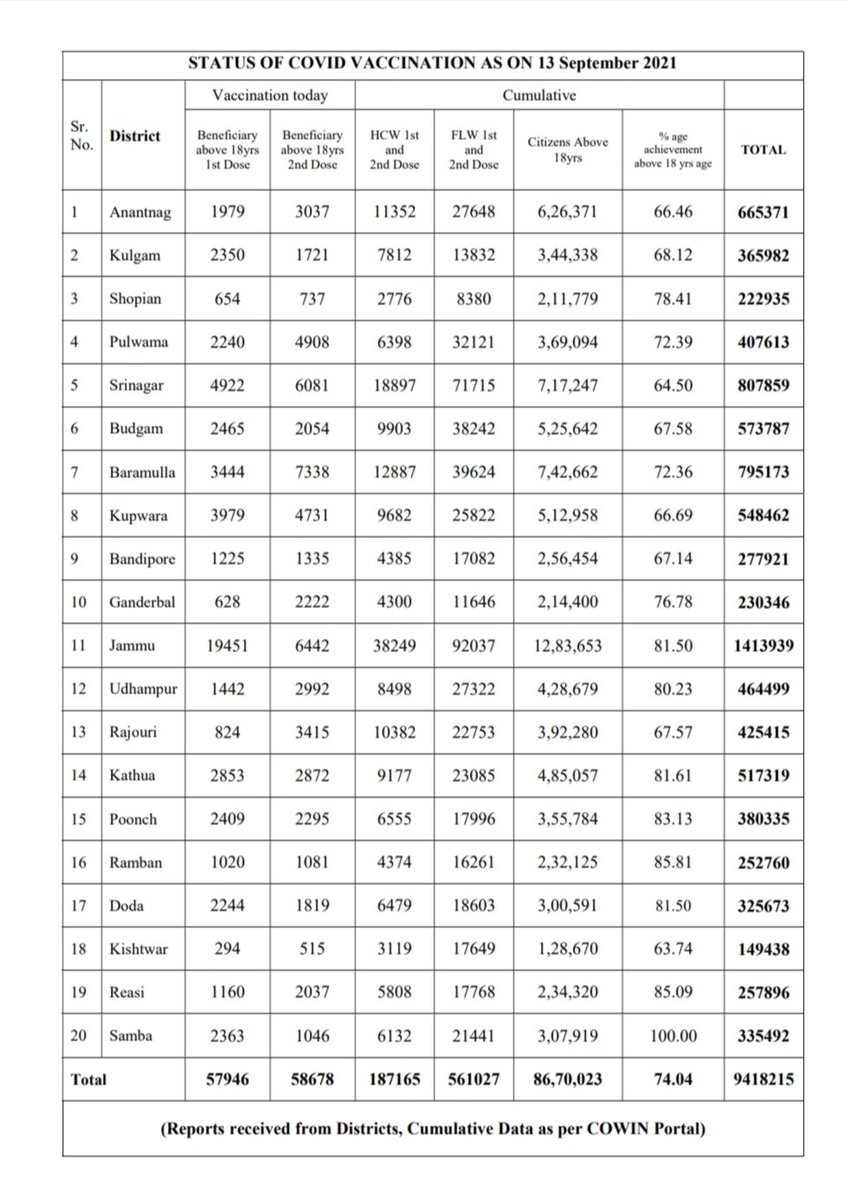 STATUS OF COVID VACCINATION AS ON 13 September 2021
Vaccination today Cumulative
Sr. No. District Beneficiary above 18yrs 1st Dose Beneficiary above 18yrs 2nd Dose HCW 1st and 2nd Dose FLW 1st and 2nd Dose Citizens Above 18yrs % age achievement above 18 yrs age TOTAL
1 Anantnag 1979 3037 11352 27648 6,26,371 66.46 665371
2 Kulgam 2350 1721 7812 13832 3,44,338 68.12 365982
3 Shopian 654 737 2776 8380 2,11,779 78.41 222935
4 Pulwama 2240 4908 6398 32121 3,69,094 72.39 407613
5 Srinagar 4922 6081 18897 71715 7,17,247 64.50 807859
6 Budgam 2465 2054 9903 38242 5,25,642 67.58 573787
7 Baramulla 3444 7338 12887 39624 7,42,662 72.36 795173
8 Kupwara 3979 4731 9682 25822 5,12,958 66.69 548462
9 Bandipore 1225 1335 4385 17082 2,56,454 67.14 277921
10 Ganderbal 628 2222 4300 11646 2,14,400 76.78 230346
11 Jammu 19451 6442 38249 92037 12,83,653 81.50 1413939
12 Udhampur 1442 2992 8498 27322 4,28,679 80.23 464499
13 Rajouri 824 3415 10382 22753 3,92,280 67.57 425415
14 Kathua 2853 2872 9177 23085 4,85,057 81.61 517319
15 Poonch 2409 2295 6555 17996 3,55,784 83.13 380335
16 Ramban 1020 1081 4374 16261 2,32,125 85.81 252760
17 Doda 2244 1819 6479 18603 3,00,591 81.50 325673
18 Kishtwar 294 515 3119 17649 1,28,670 63.74 149438
19 Reasi 1160 2037 5808 17768 2,34,320 85.09 257896
20 Samba 2363 1046 6132 21441 3,07,919 100.00 335492
Total 57946 58678 187165 561027 86,70,023 74.04 9418215
(Reports received from Districts, Cumulative Data as per COWIN Portal)